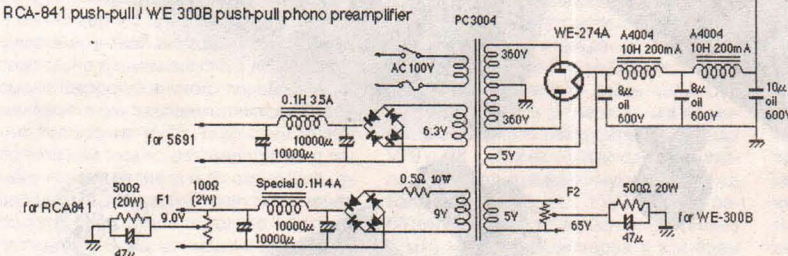 RCA-841 push-pull / WE 300B push-pull phono preamplifier
PC3004
WE-274A
A4004
10H 200mA
A4004
10H 200mA
AC 100V
360V
360V
8μ
oil
600V
8μ
oil
600V
10μ
oil
600V
0.1H 3.5A
for 5691
10000μ
10000μ
6.3V
5V
0.5Ω 10W
for RCA841
500Ω
(20W)
F1
9.0V
47μ
100Ω
(2W)
Special 0.1H 4A
10000μ
10000μ
9V
5V
F2
65V
500Ω 20W
for WE-300B
47μ